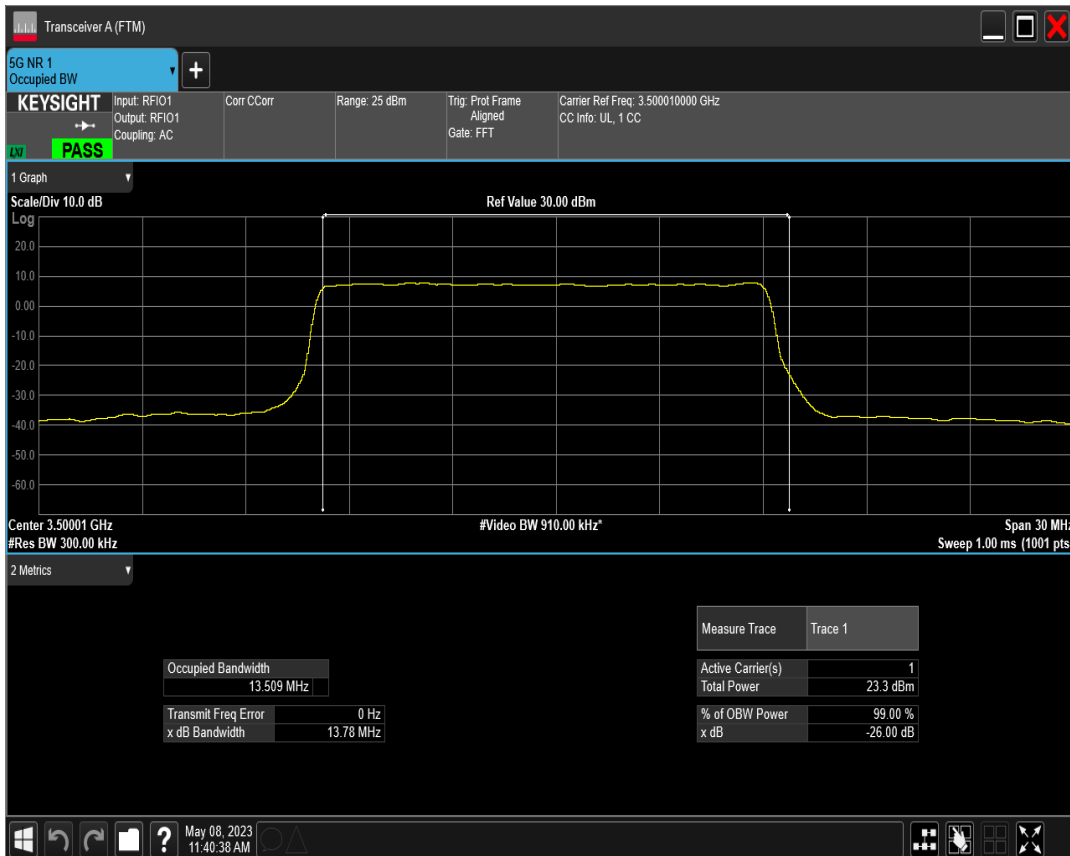 Transceiver A (FTM)
5G NR 1
Occupied BW
+
KEYSIGHT
LXI
PASS
Input: RFIO1
Output: RFIO1
Coupling: AC
Corr CCorr
Range: 25 dBm
Trig: Prot Frame
Aligned
Gate: FFT
Carrier Ref Freq: 3.500010000 GHz
CC Info: UL, 1 CC
1 Graph
Scale/Div 10.0 dB
Ref Value 30.00 dBm
Log
20.0
10.0
0.00
-10.0
-20.0
-30.0
-40.0
-50.0
-60.0
Center 3.50001 GHz
#Video BW 910.00 kHz*
Span 30 MHz
#Res BW 300.00 kHz
Sweep 1.00 ms (1001 pts
2 Metrics
Measure Trace Trace 1
Occupied Bandwidth
13.509 MHz
Active Carrier(s) 1
Total Power 23.3 dBm
Transmit Freq Error 0 Hz
x dB Bandwidth 13.78 MHz
% of OBW Power 99.00 %
x dB -26.00 dB
?
May 08, 2023
11:40:38 AM